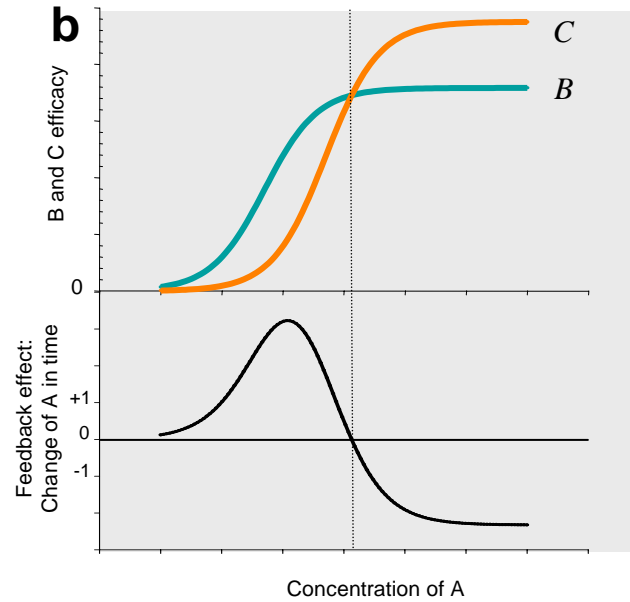 b
C
B
B and C efficacy
0
Feedback effect:
Change of A in time
+1
0
-1
Concentration of A